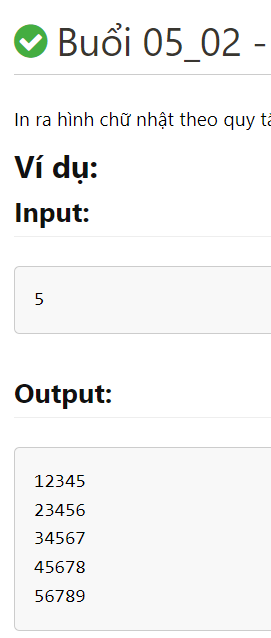 Buổi 05_02 -
In ra hình chữ nhật theo quy
Ví dụ:
Input:
5
Output:
12345
23456
34567
45678
56789